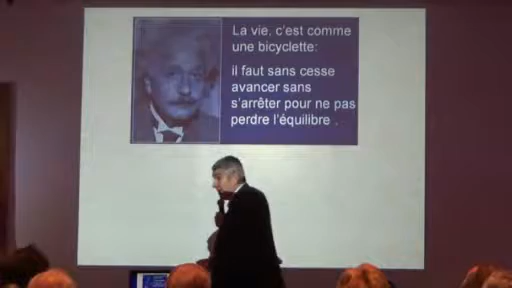 La vie, c'est comme
une bicyclette:
il faut sans cesse
avancer sans
s'arrêter pour ne pas
perdre l'équilibre .